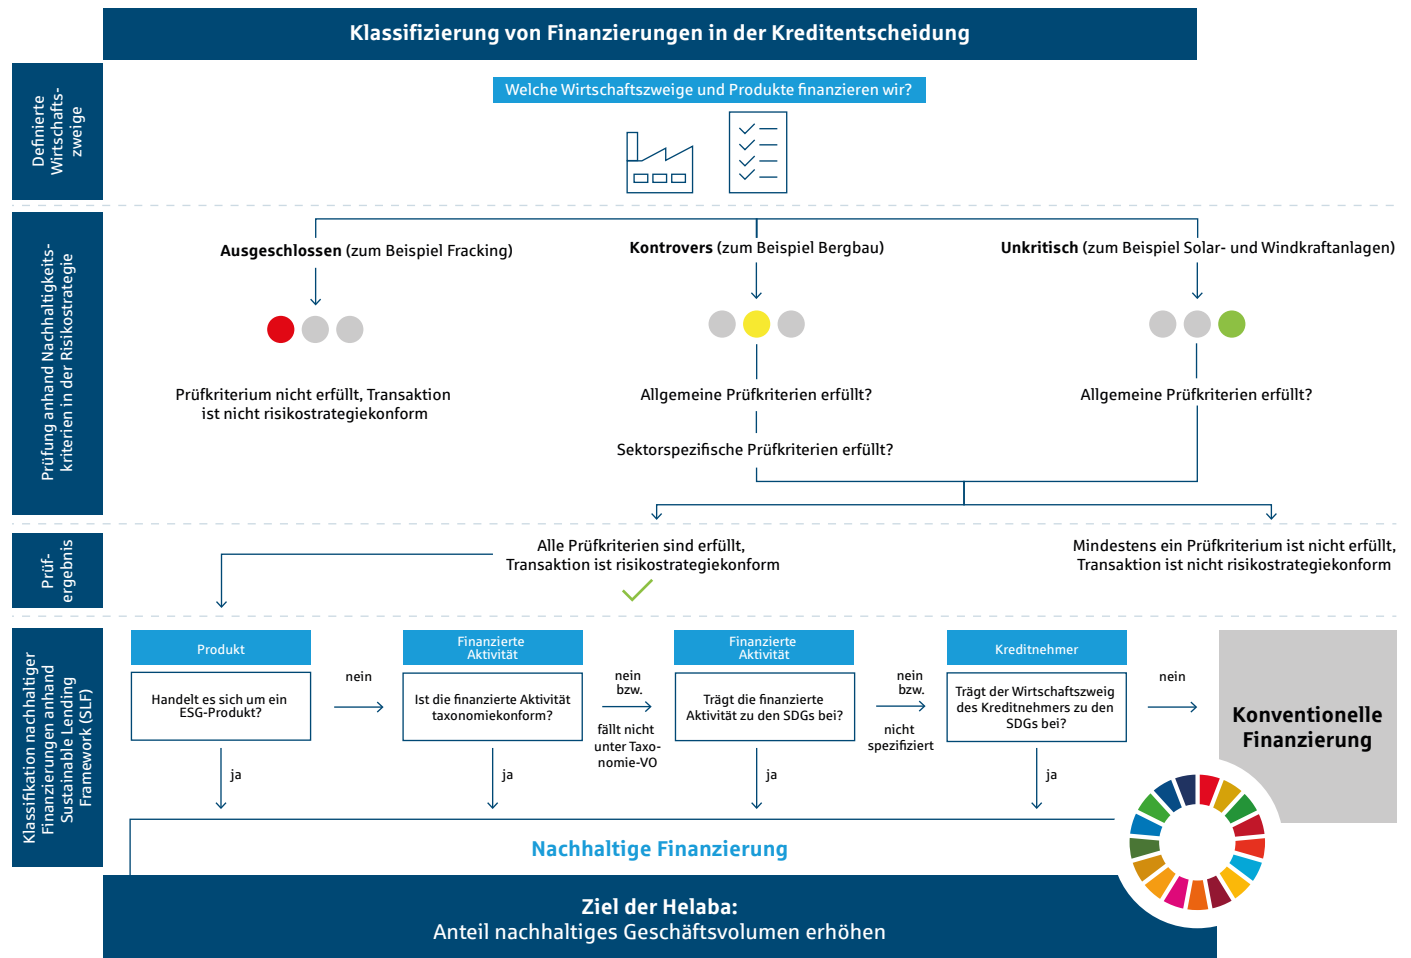 Klassifizierung von Finanzierungen in der Kreditentscheidung
Definierte
Wirtschafts-
zweige
Welche Wirtschaftszweige und Produkte finanzieren wir?
Prüfung anhand Nachhaltigkeits-
kriterien in der Risikostrategie
Ausgeschlossen (zum Beispiel Fracking)
Kontrovers (zum Beispiel Bergbau)
Unkritisch (zum Beispiel Solar- und Windkraftanlagen)
Prüfkriterium nicht erfüllt, Transaktion
ist nicht risikostrategiekonform
Allgemeine Prüfkriterien erfüllt?
Allgemeine Prüfkriterien erfüllt?
Sektorspezifische Prüfkriterien erfüllt?
Prüf-
ergebnis
Alle Prüfkriterien sind erfüllt,
Transaktion ist risikostrategiekonform
Mindestens ein Prüfkriterium ist nicht erfüllt,
Transaktion ist nicht risikostrategiekonform
Klassifikation nachhaltiger
Finanzierungen anhand
Sustainable Lending
Framework (SLF)
Produkt
Handelt es sich um ein
ESG-Produkt?
nein
ja
Finanzierte
Aktivität
Ist die finanzierte Aktivität
taxonomiekonform?
nein
bzw.
fällt nicht
unter Taxo-
nomie-VO
ja
Finanzierte
Aktivität
Trägt die finanzierte
Aktivität zu den SDGs bei?
nein
bzw.
nicht
spezifiziert
ja
Kreditnehmer
Trägt der Wirtschaftszweig
des Kreditnehmers zu den
SDGs bei?
nein
ja
Konventionelle
Finanzierung
Nachhaltige Finanzierung
Ziel der Helaba:
Anteil nachhaltiges Geschäftsvolumen erhöhen